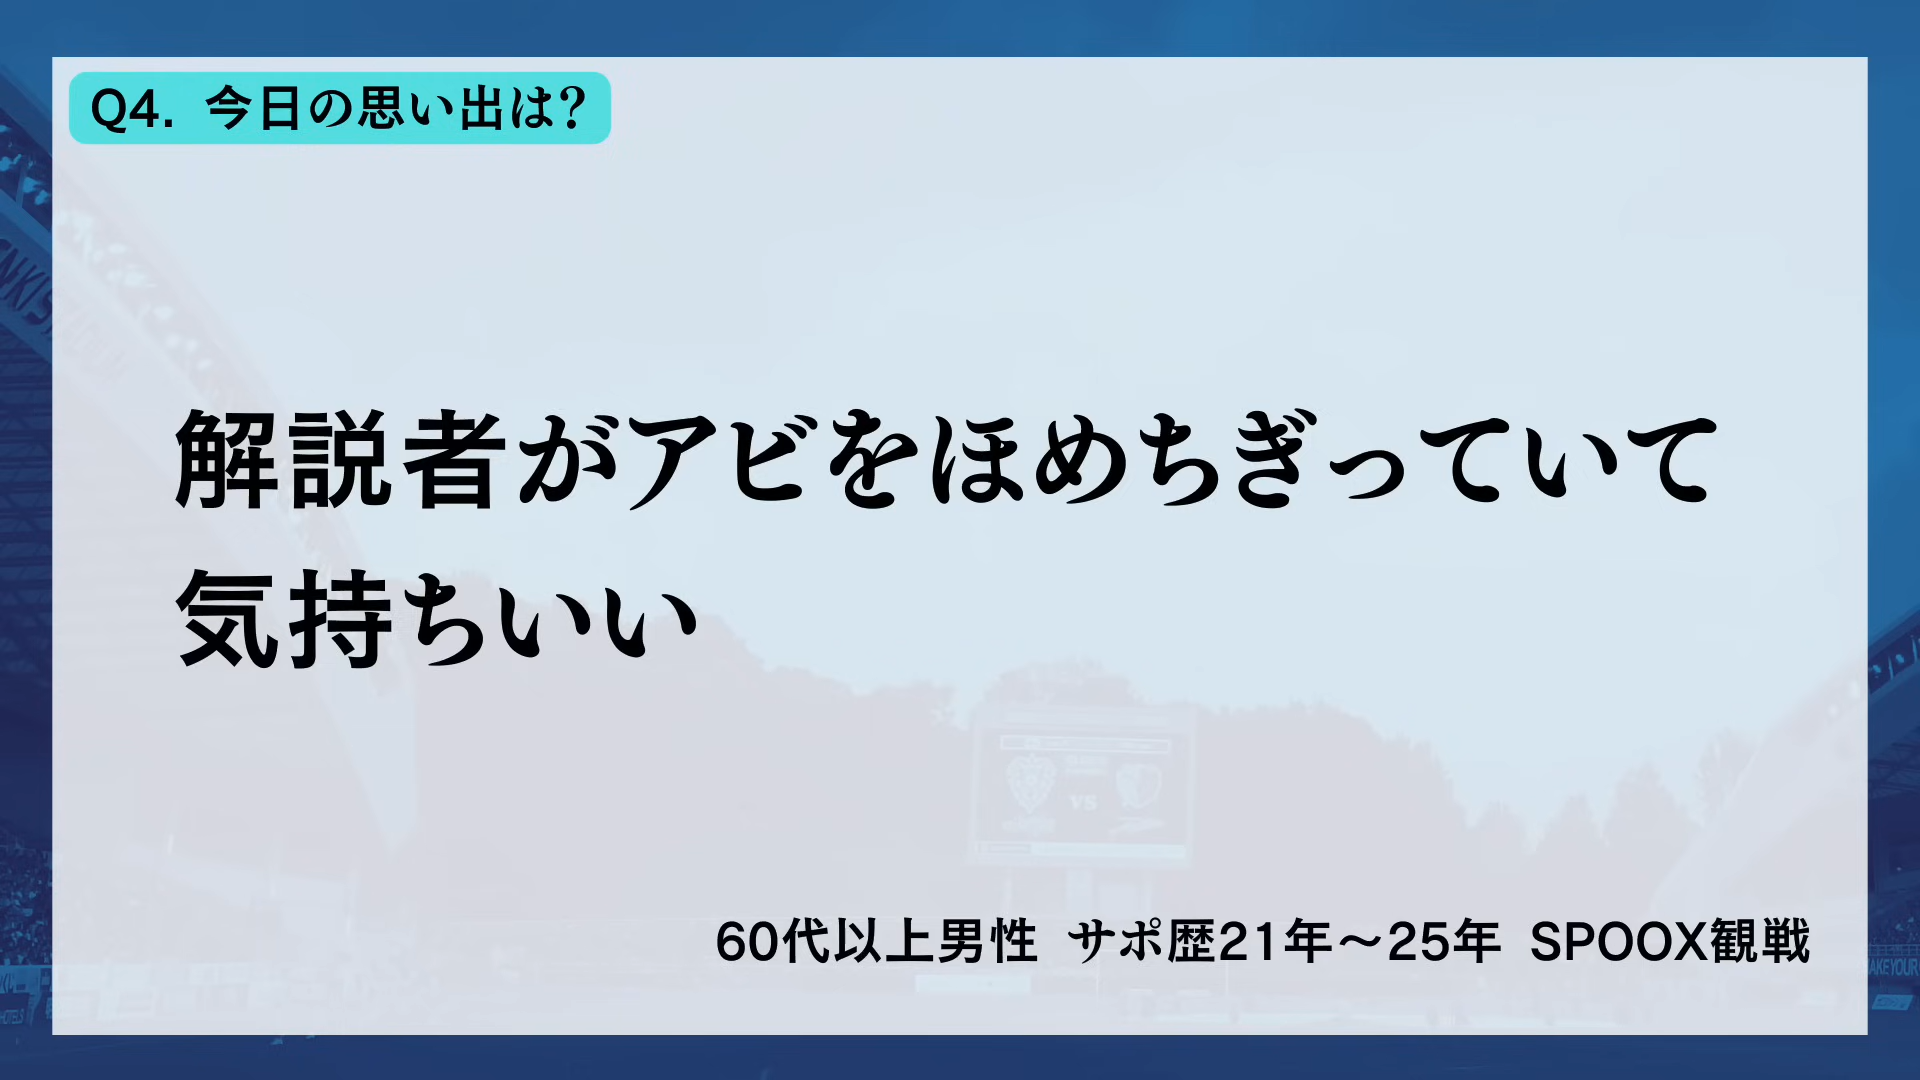 Q4. 今日の思い出は？
解説者がアビをほめちぎっていて
気持ちいい
VS
60代以上男性 サポ歴21年～25年 SPOOX観戦